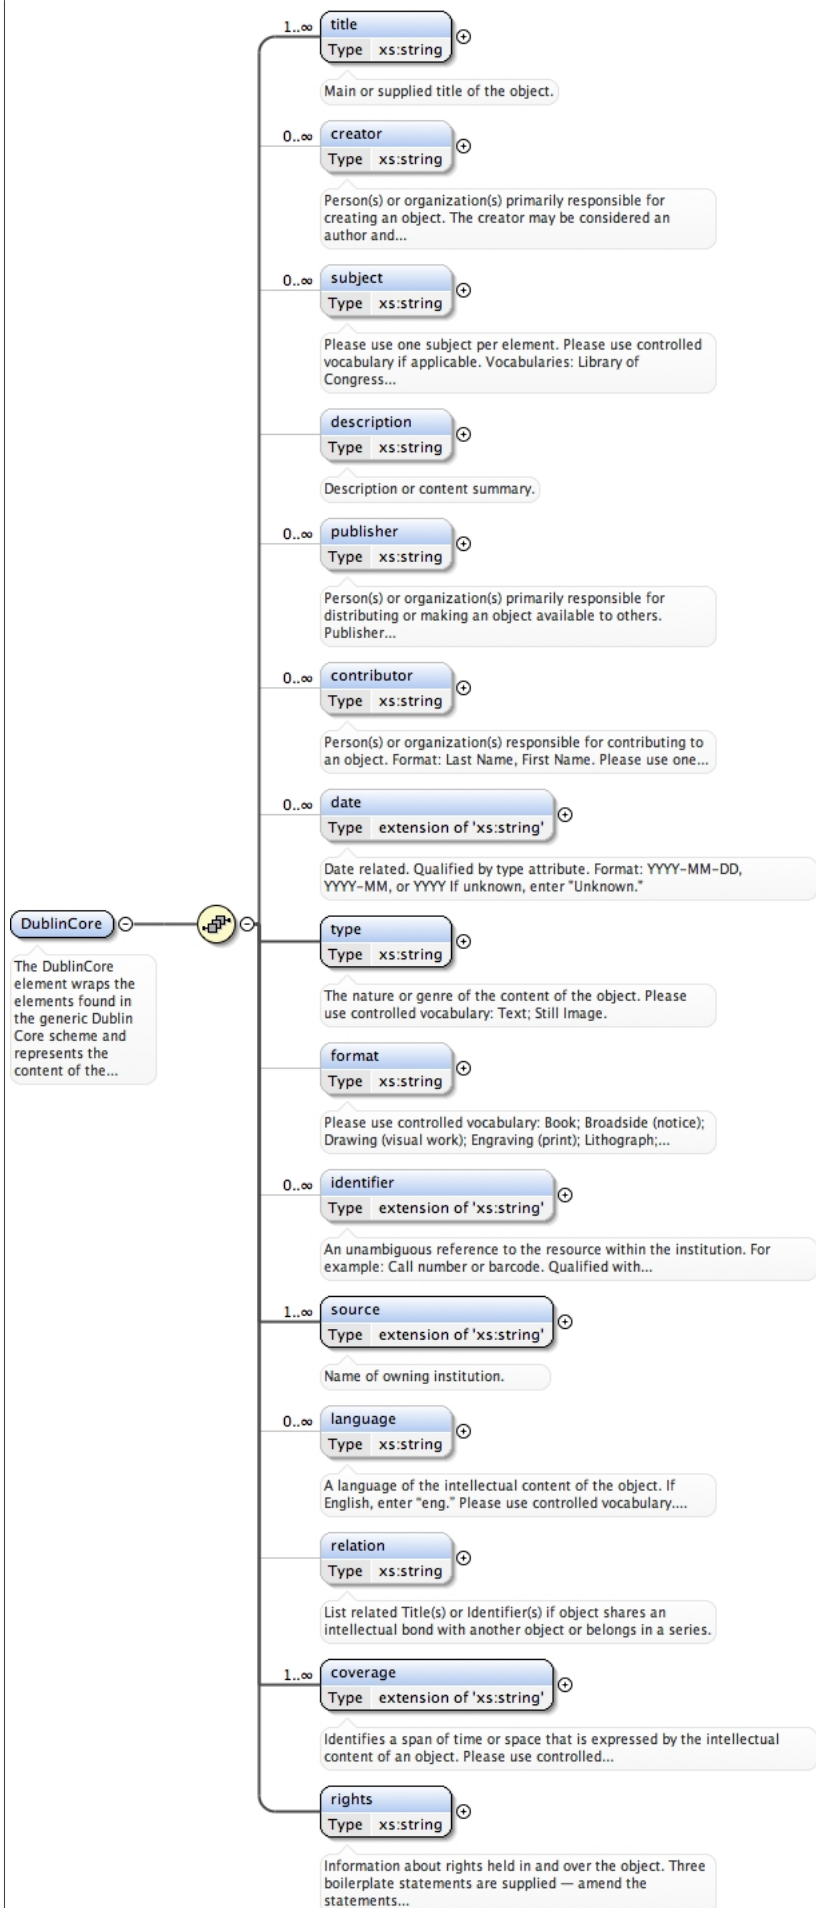 1..∞ title
Type xs:string
Main or supplied title of the object.
0..∞ creator
Type xs:string
Person(s) or organization(s) primarily responsible for
creating an object. The creator may be considered an
author and...
0..∞ subject
Type xs:string
Please use one subject per element. Please use controlled
vocabulary if applicable. Vocabularies: Library of
Congress...
description
Type xs:string
Description or content summary.
0..∞ publisher
Type xs:string
Person(s) or organization(s) primarily responsible for
distributing or making an object available to others.
Publisher...
0..∞ contributor
Type xs:string
Person(s) or organization(s) responsible for contributing to
an object. Format: Last Name, First Name. Please use one...
0..∞ date
Type extension of 'xs:string'
Date related. Qualified by type attribute. Format: YYYY-MM-DD,
YYYY-MM, or YYYY If unknown, enter "Unknown."
DublinCore
The DublinCore
element wraps the
elements found in
the generic Dublin
Core scheme and
represents the
content of the...
type
Type xs:string
The nature or genre of the content of the object. Please
use controlled vocabulary: Text; Still Image.
format
Type xs:string
Please use controlled vocabulary: Book; Broadside (notice);
Drawing (visual work); Engraving (print); Lithograph;...
0..∞ identifier
Type extension of 'xs:string'
An unambiguous reference to the resource within the institution. For
example: Call number or barcode. Qualified with...
1..∞ source
Type extension of 'xs:string'
Name of owning institution.
0..∞ language
Type xs:string
A language of the intellectual content of the object. If
English, enter "eng." Please use controlled vocabulary....
relation
Type xs:string
List related Title(s) or Identifier(s) if object shares an
intellectual bond with another object or belongs in a series.
1..∞ coverage
Type extension of 'xs:string'
Identifies a span of time or space that is expressed by the intellectual
content of an object. Please use controlled...
rights
Type xs:string
Information about rights held in and over the object. Three
boilerplate statements are supplied — amend the
statements...